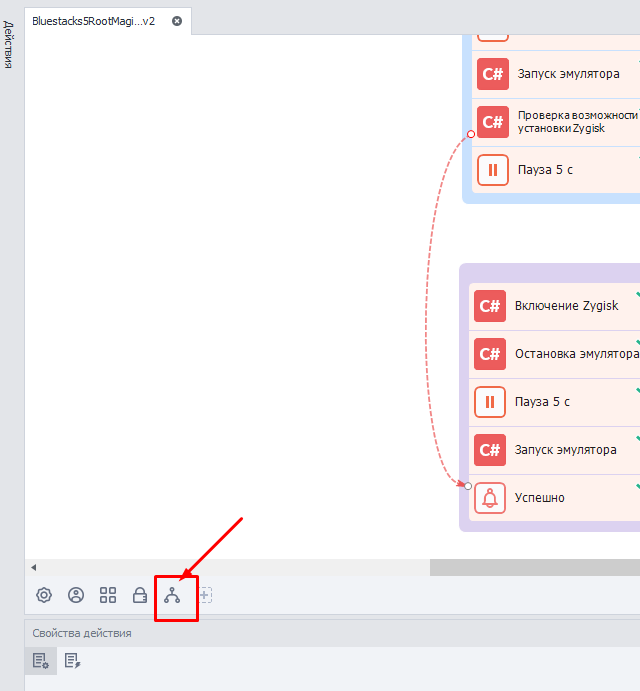 Действия
Bluestacks5RootMagi...v2
C# Запуск эмулятора
C# Проверка возможности
установки Zygisk
Пауза 5 с
C# Включение Zygisk
C# Остановка эмулятора
Пауза 5 с
C# Запуск эмулятора
Успешно
Свойства действия